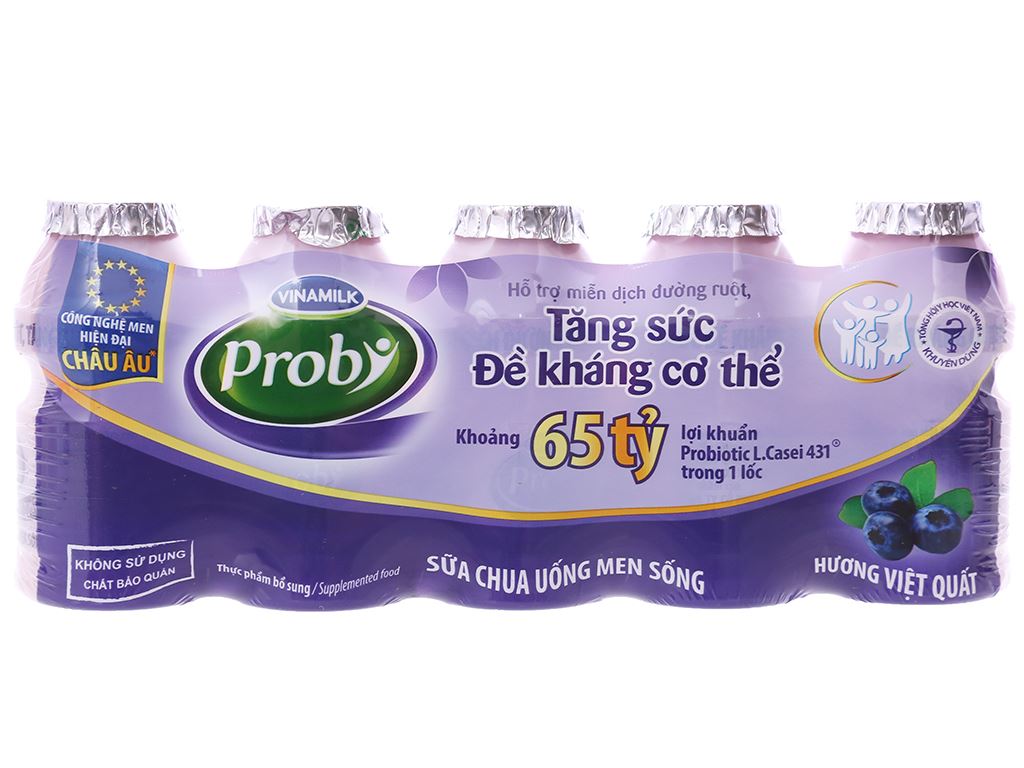 CÔNG NGHỆ MEN
HIỆN ĐẠI
CHÂU ÂU*
VINAMILK
Proby
Hỗ trợ miễn dịch đường ruột,
Tăng sức
Đề kháng cơ thể
Khoảng 65 tỷ lợi khuẩn
Probiotic L.Casei 431®
trong 1 lốc
TỔNG HỘI Y HỌC VIỆT NAM
KHUYÊN DÙNG
KHÔNG SỬ DỤNG
CHẤT BẢO QUẢN
Thực phẩm bổ sung / Supplemented food
SỮA CHUA UỐNG MEN SỐNG
HƯƠNG VIỆT QUẤT